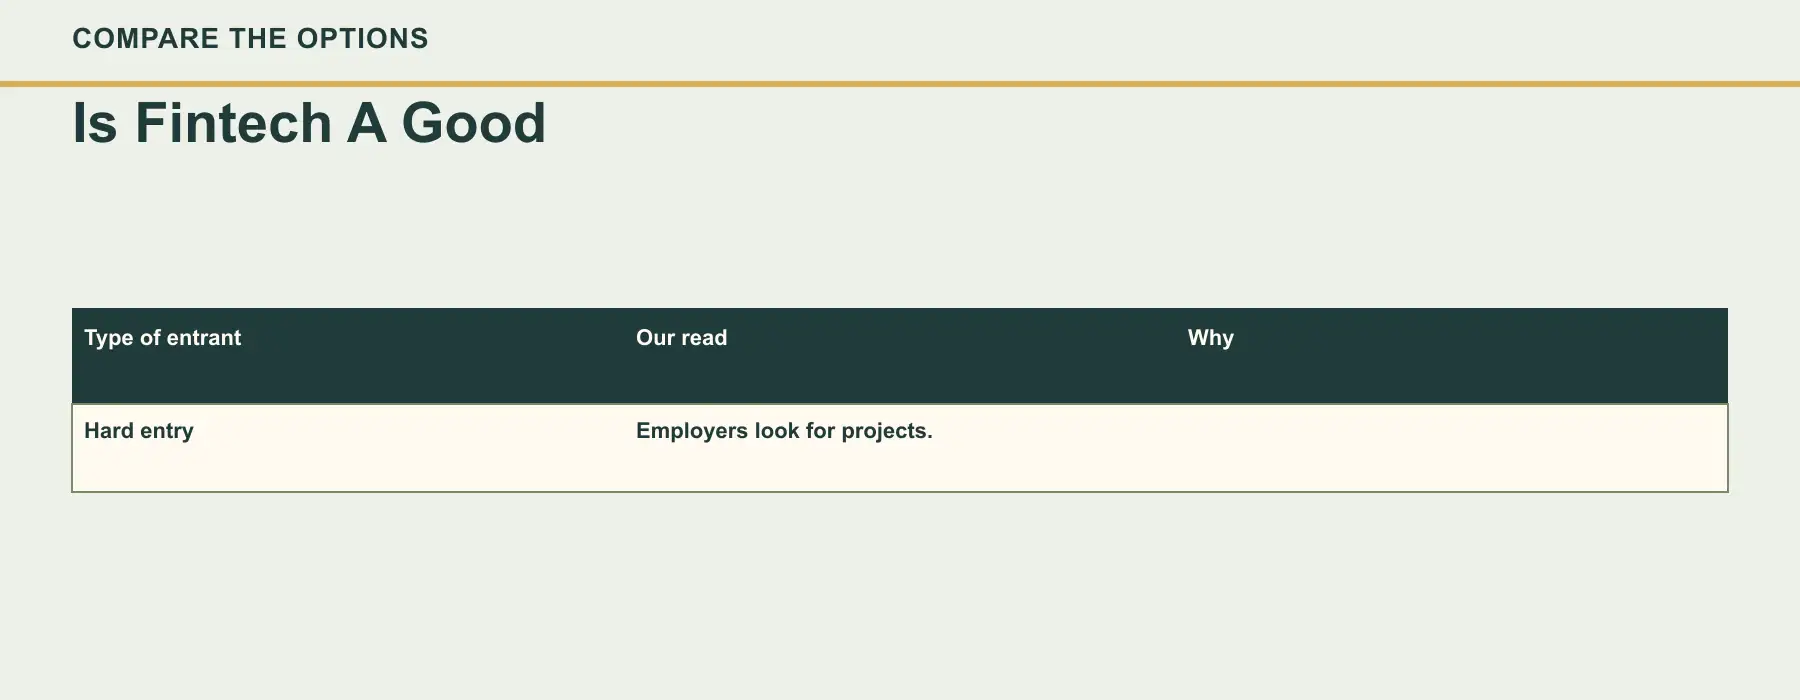 COMPARE THE OPTIONS
Is Fintech A Good
Type of entrant Our read Why
Hard entry Employers look for projects.